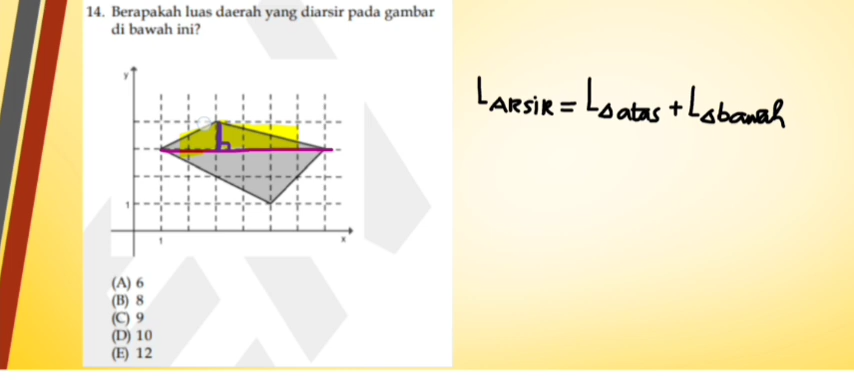 14. Berapakah luas daerah yang diarsir pada gambar
di bawah ini?
L ARSIR = L△atas + L△bawah
y
h
1
1
x
(A) 6
(B) 8
(C) 9
(D) 10
(E) 12